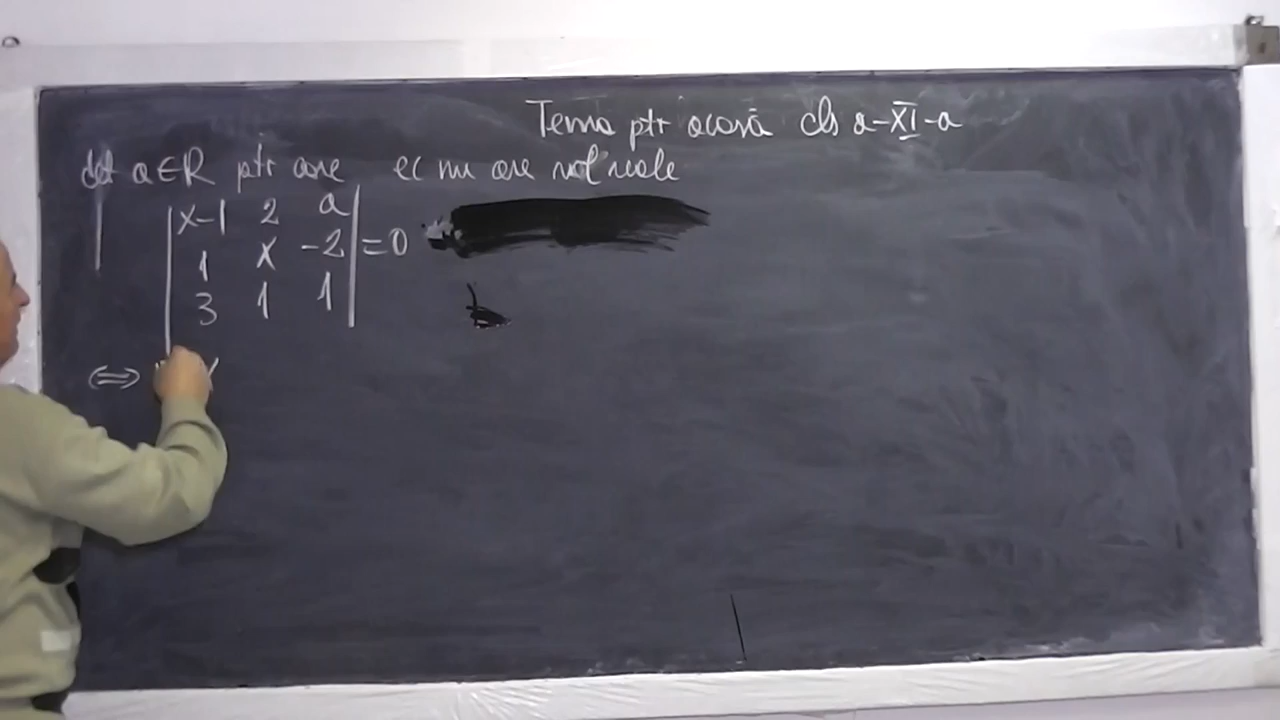 Tema ptr acasă cls a-XI-a
det a∈R ptr care ec nu are sol reale
| x-1 2 a |
| 1 x -2 | =0
| 3 1 1 |
⇔